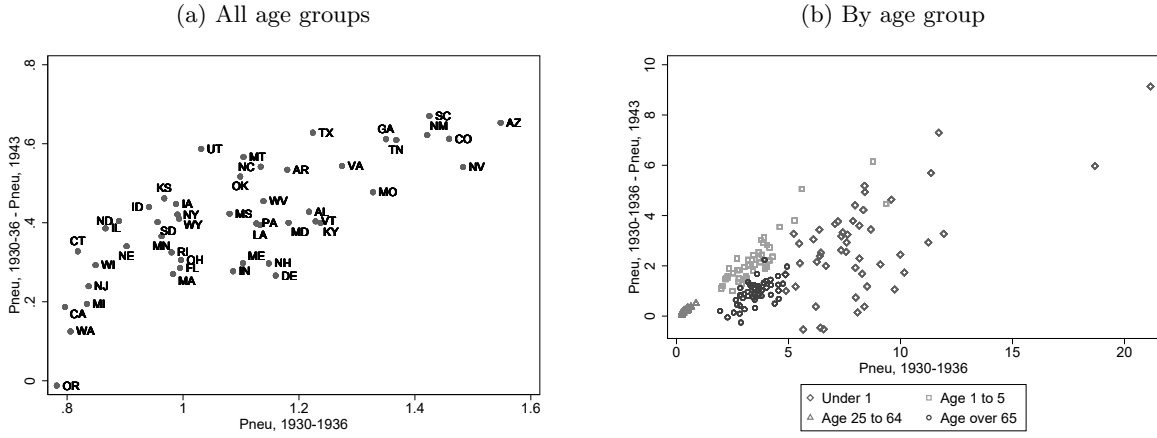 (a) All age groups
Pneu, 1930-36 - Pneu, 1943
.8
.6
.4
.2
0
SC
AZ
NM
GA
TX
CO
TN
UT
MT
NC
VA
NV
AR
OK
MO
KS
WV
IA
ID
AL
NY
MS
ND
VT
WY
PA
KY
IL
SD
LA
MD
MN
NE
CT
RI
OH
WI
ME
NH
FL
IN
MA
DE
NJ
MI
CA
WA
OR
.8
1
1.2
1.4
1.6
Pneu, 1930-1936
(b) By age group
Pneu, 1930-1936 - Pneu, 1943
10
8
6
4
2
0
0
5
10
15
20
Pneu, 1930-1936
Under 1
Age 1 to 5
Age 25 to 64
Age over 65